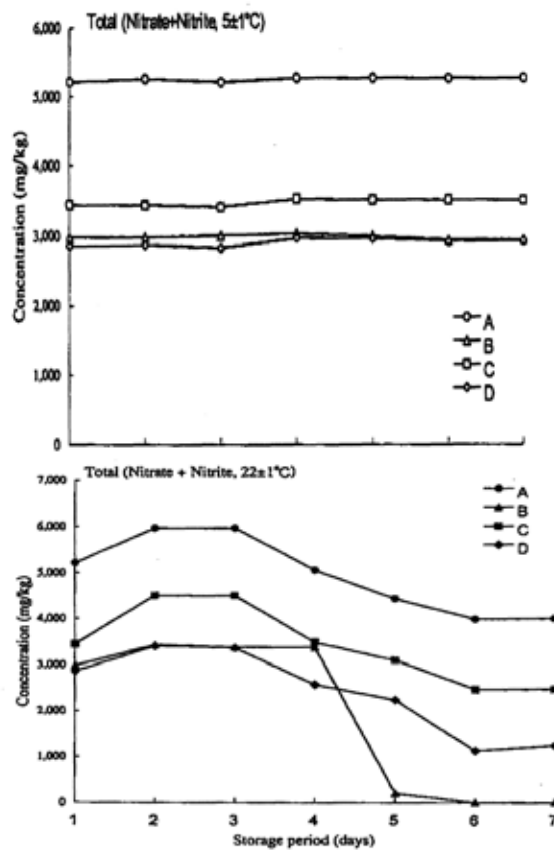 Total (Nitrate+Nitrite, 5±1°C)
6,000
5,000
4,000
3,000
2,000
1,000
0
Concentration (mg/kg)
A
B
C
D
Total (Nitrate + Nitrite, 22±1°C)
7,000
6,000
5,000
4,000
3,000
2,000
1,000
0
Concentration (mg/kg)
A
B
C
D
1 2 3 4 5 6 7
Storage period (days)